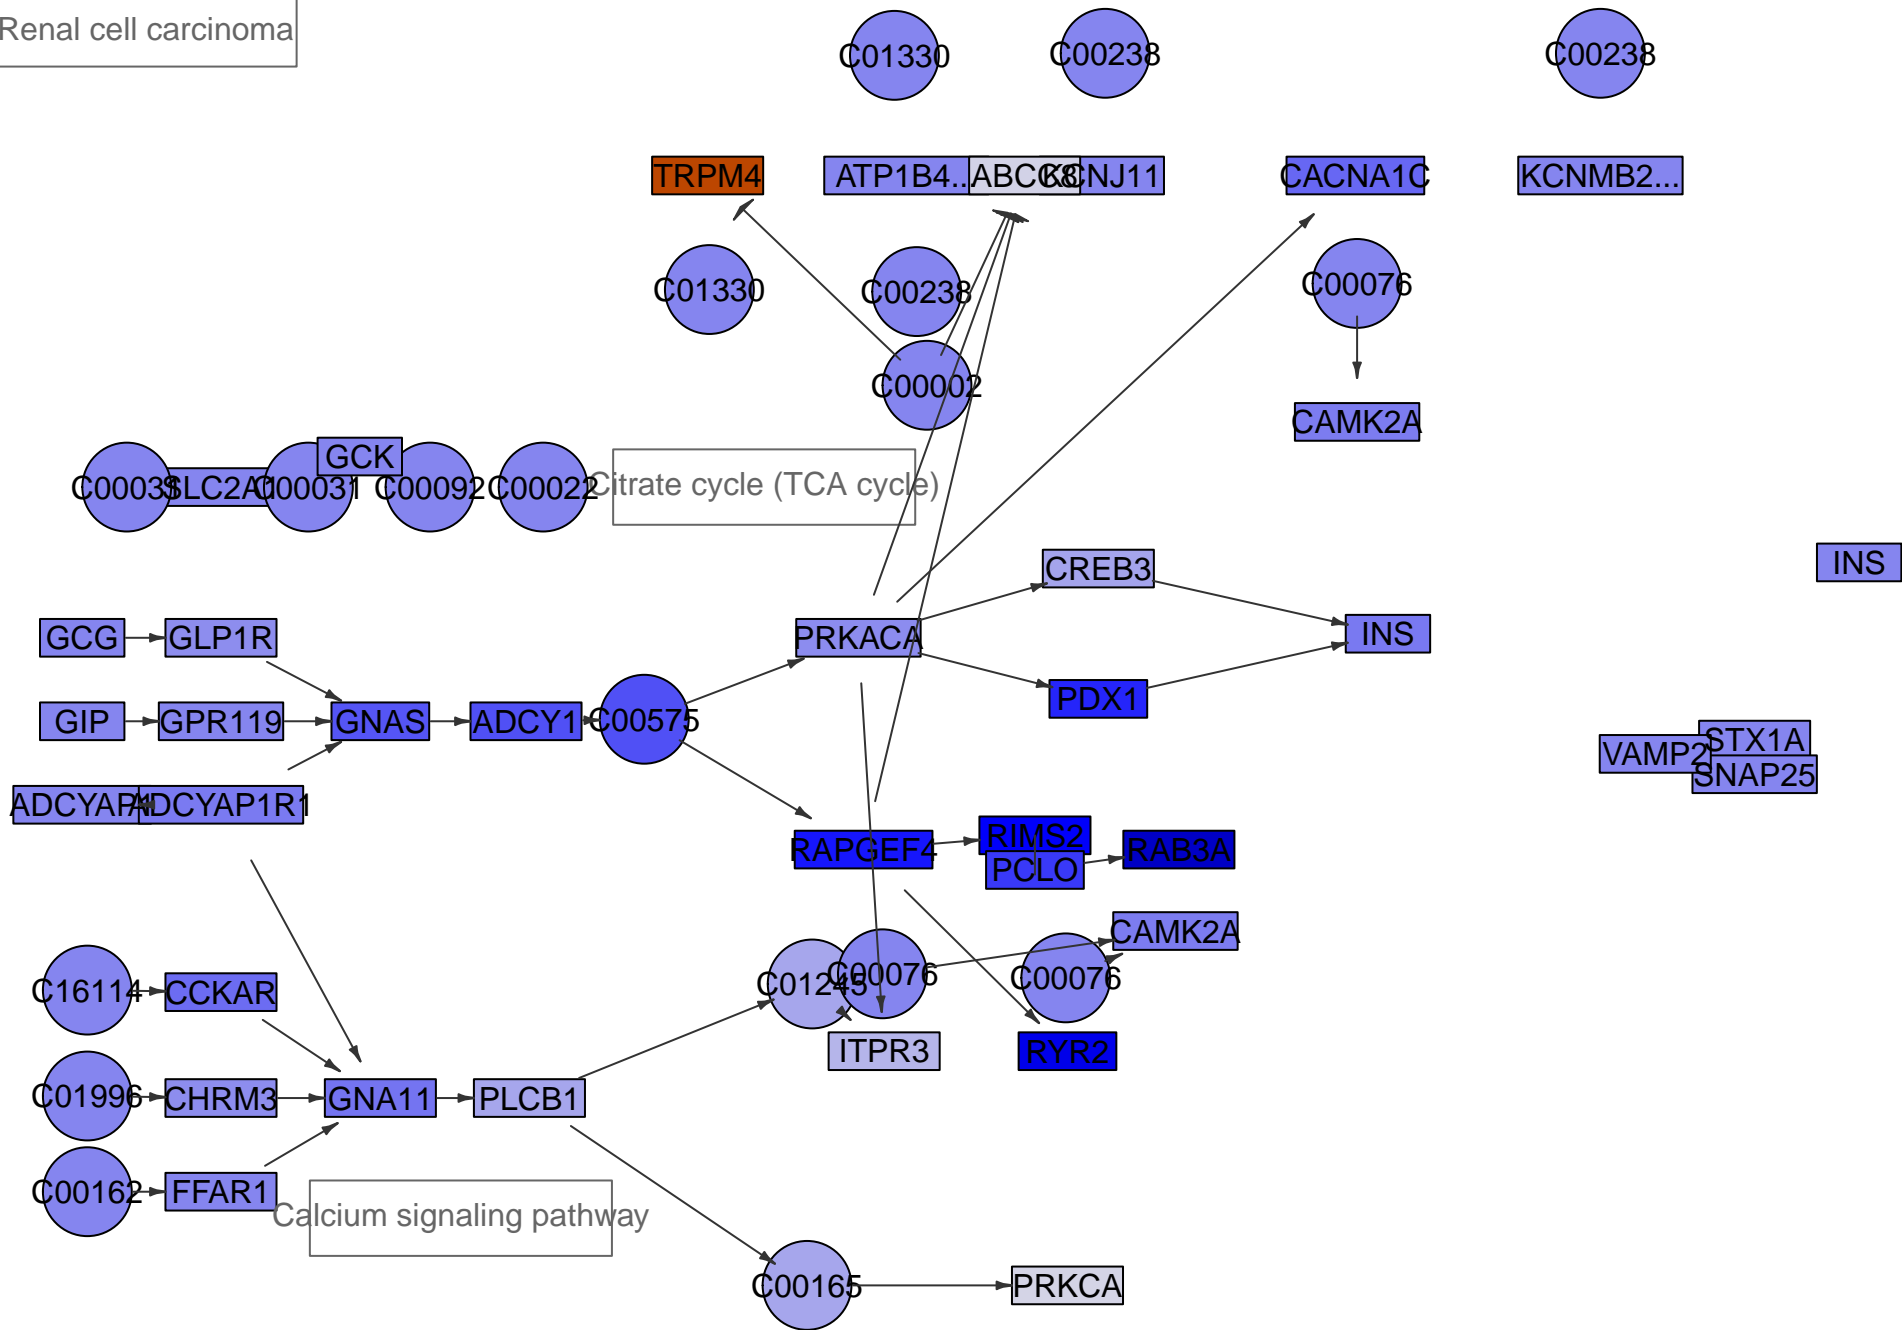 Renal cell carcinoma
C01330
C00238
C00238
TRPM4
ATP1B4...
ABCC8
KCNJ11
CACNA1C
KCNMB2...
C01330
C00238
C00076
C00002
CAMK2A
GCK
C00031
SLC2A1
C00031
C00092
C00022
Citrate cycle (TCA cycle)
CREB3
INS
GCG
GLP1R
PRKACA
INS
GIP
GPR119
GNAS
ADCY1
C00575
PDX1
STX1A
VAMP2
SNAP25
ADCYAP1
ADCYAP1R1
RAPGEF4
RIMS2
PCLO
RAB3A
CAMK2A
C16114
CCKAR
C01245
C00076
C00076
ITPR3
RYR2
C01996
CHRM3
GNA11
PLCB1
C00162
FFAR1
Calcium signaling pathway
C00165
PRKCA